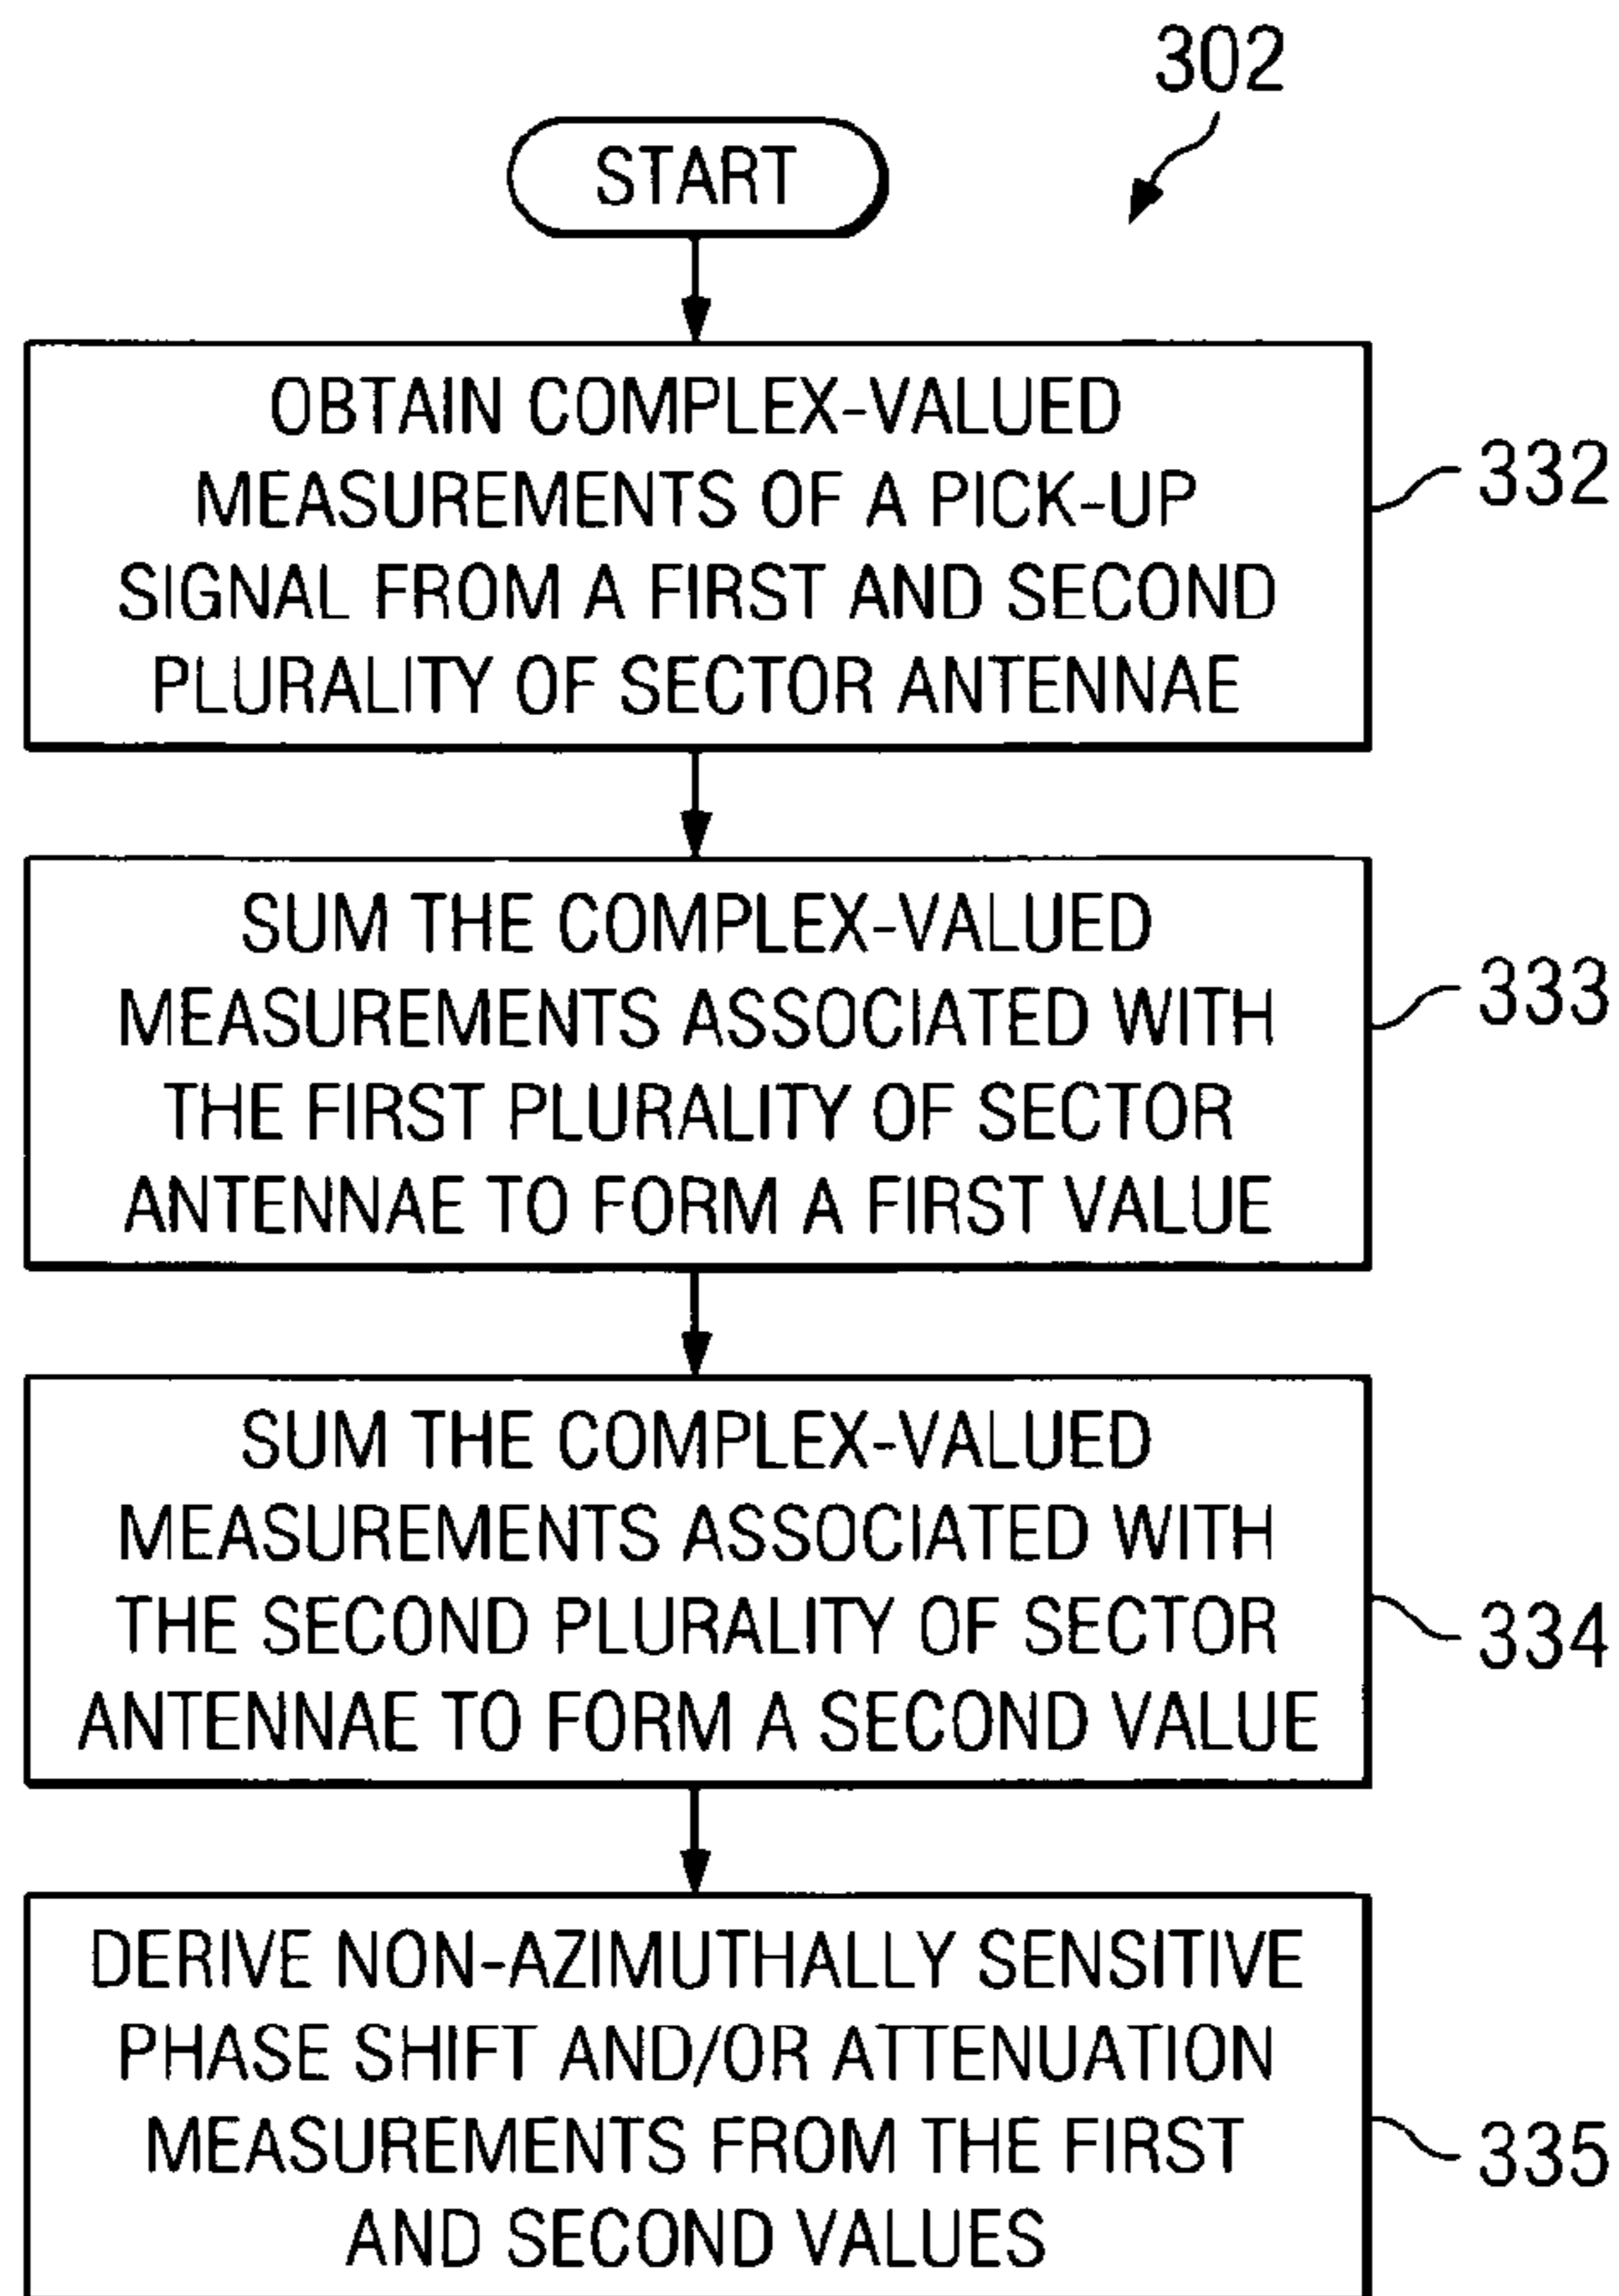 302
START
OBTAIN COMPLEX-VALUED
MEASUREMENTS OF A PICK-UP
SIGNAL FROM A FIRST AND SECOND
PLURALITY OF SECTOR ANTENNAE
332
SUM THE COMPLEX-VALUED
MEASUREMENTS ASSOCIATED WITH
THE FIRST PLURALITY OF SECTOR
ANTENNAE TO FORM A FIRST VALUE
333
SUM THE COMPLEX-VALUED
MEASUREMENTS ASSOCIATED WITH
THE SECOND PLURALITY OF SECTOR
ANTENNAE TO FORM A SECOND VALUE
334
DERIVE NON-AZIMUTHALLY SENSITIVE
PHASE SHIFT AND/OR ATTENUATION
MEASUREMENTS FROM THE FIRST
AND SECOND VALUES
335